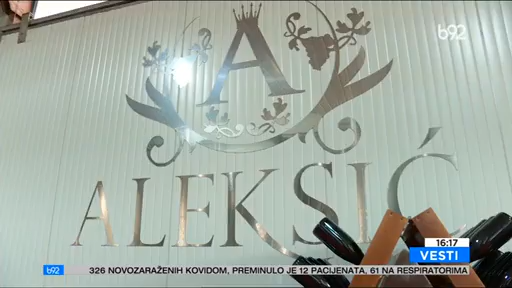 b92
A
ALEKSIĆ
16:17
VESTI
b92 326 NOVOZARAŽENIH KOVIDOM, PREMINULO JE 12 PACIJENATA, 61 NA RESPIRATORIMA